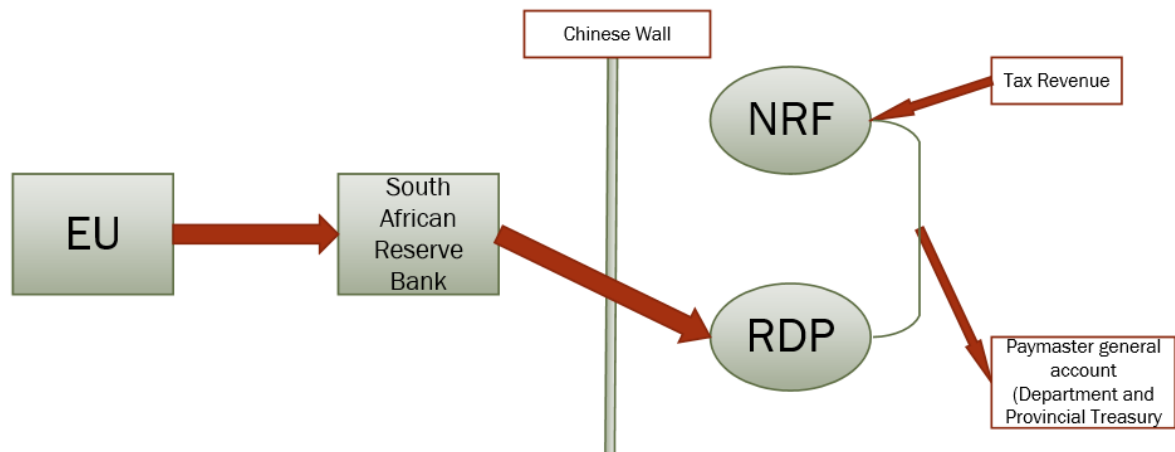 Chinese Wall
NRF
Tax Revenue
EU
South
African
Reserve
Bank
RDP
Paymaster general
account
(Department and
Provincial Treasury